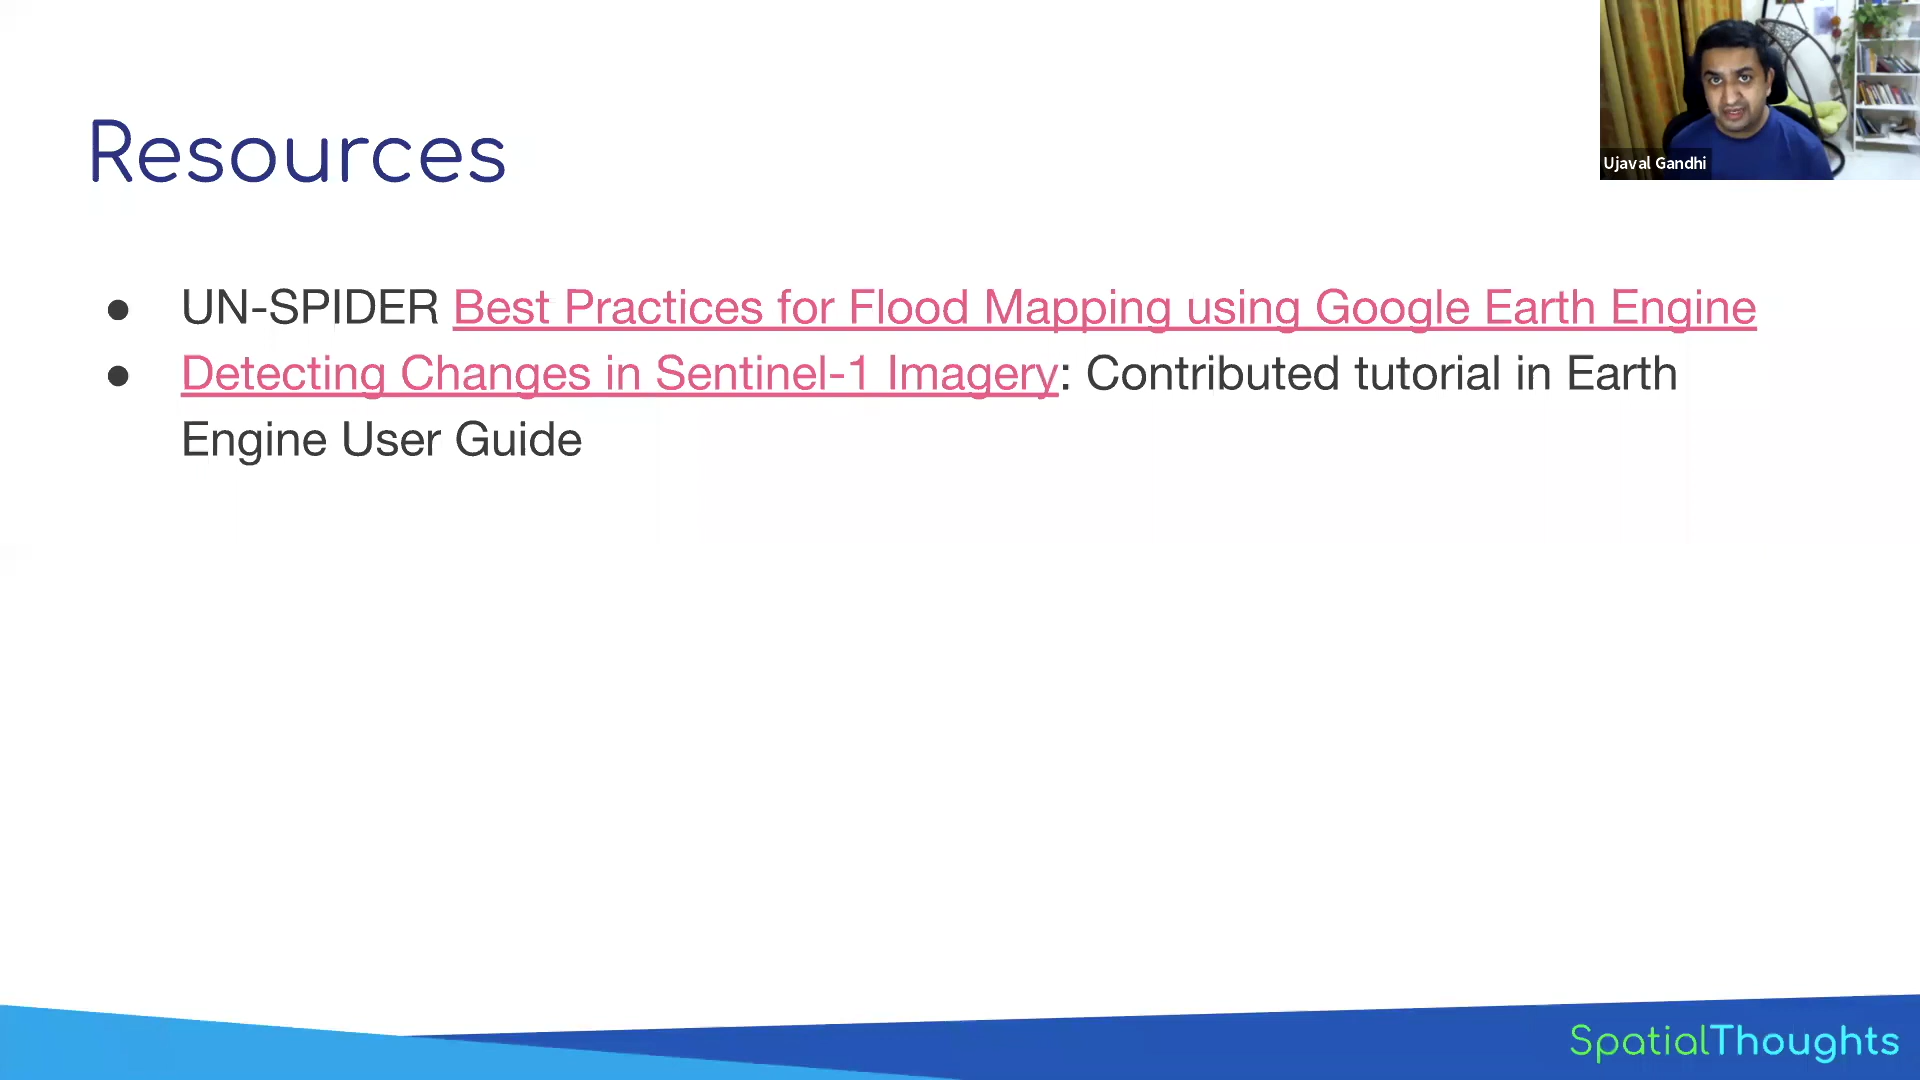 Resources
Ujaval Gandhi
● UN-SPIDER Best Practices for Flood Mapping using Google Earth Engine
● Detecting Changes in Sentinel-1 Imagery: Contributed tutorial in Earth
Engine User Guide
SpatialThoughts